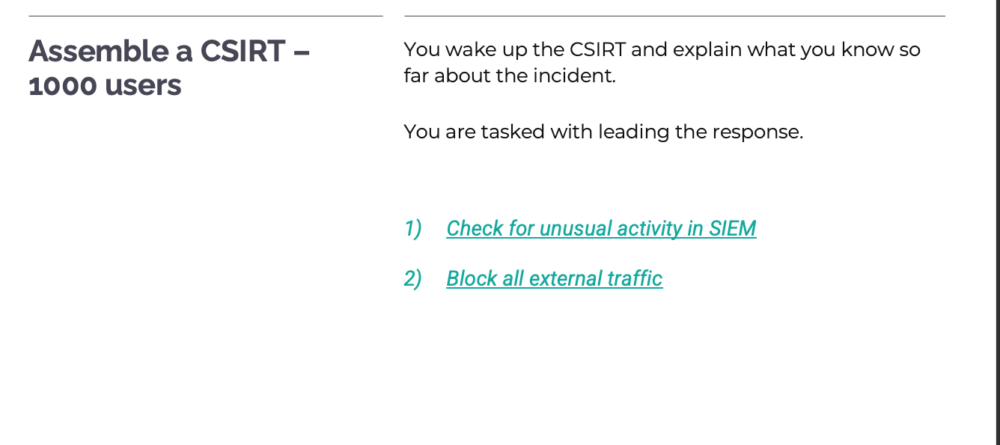 Assemble a CSIRT –
1000 users
You wake up the CSIRT and explain what you know so
far about the incident.
You are tasked with leading the response.
1) Check for unusual activity in SIEM
2) Block all external traffic